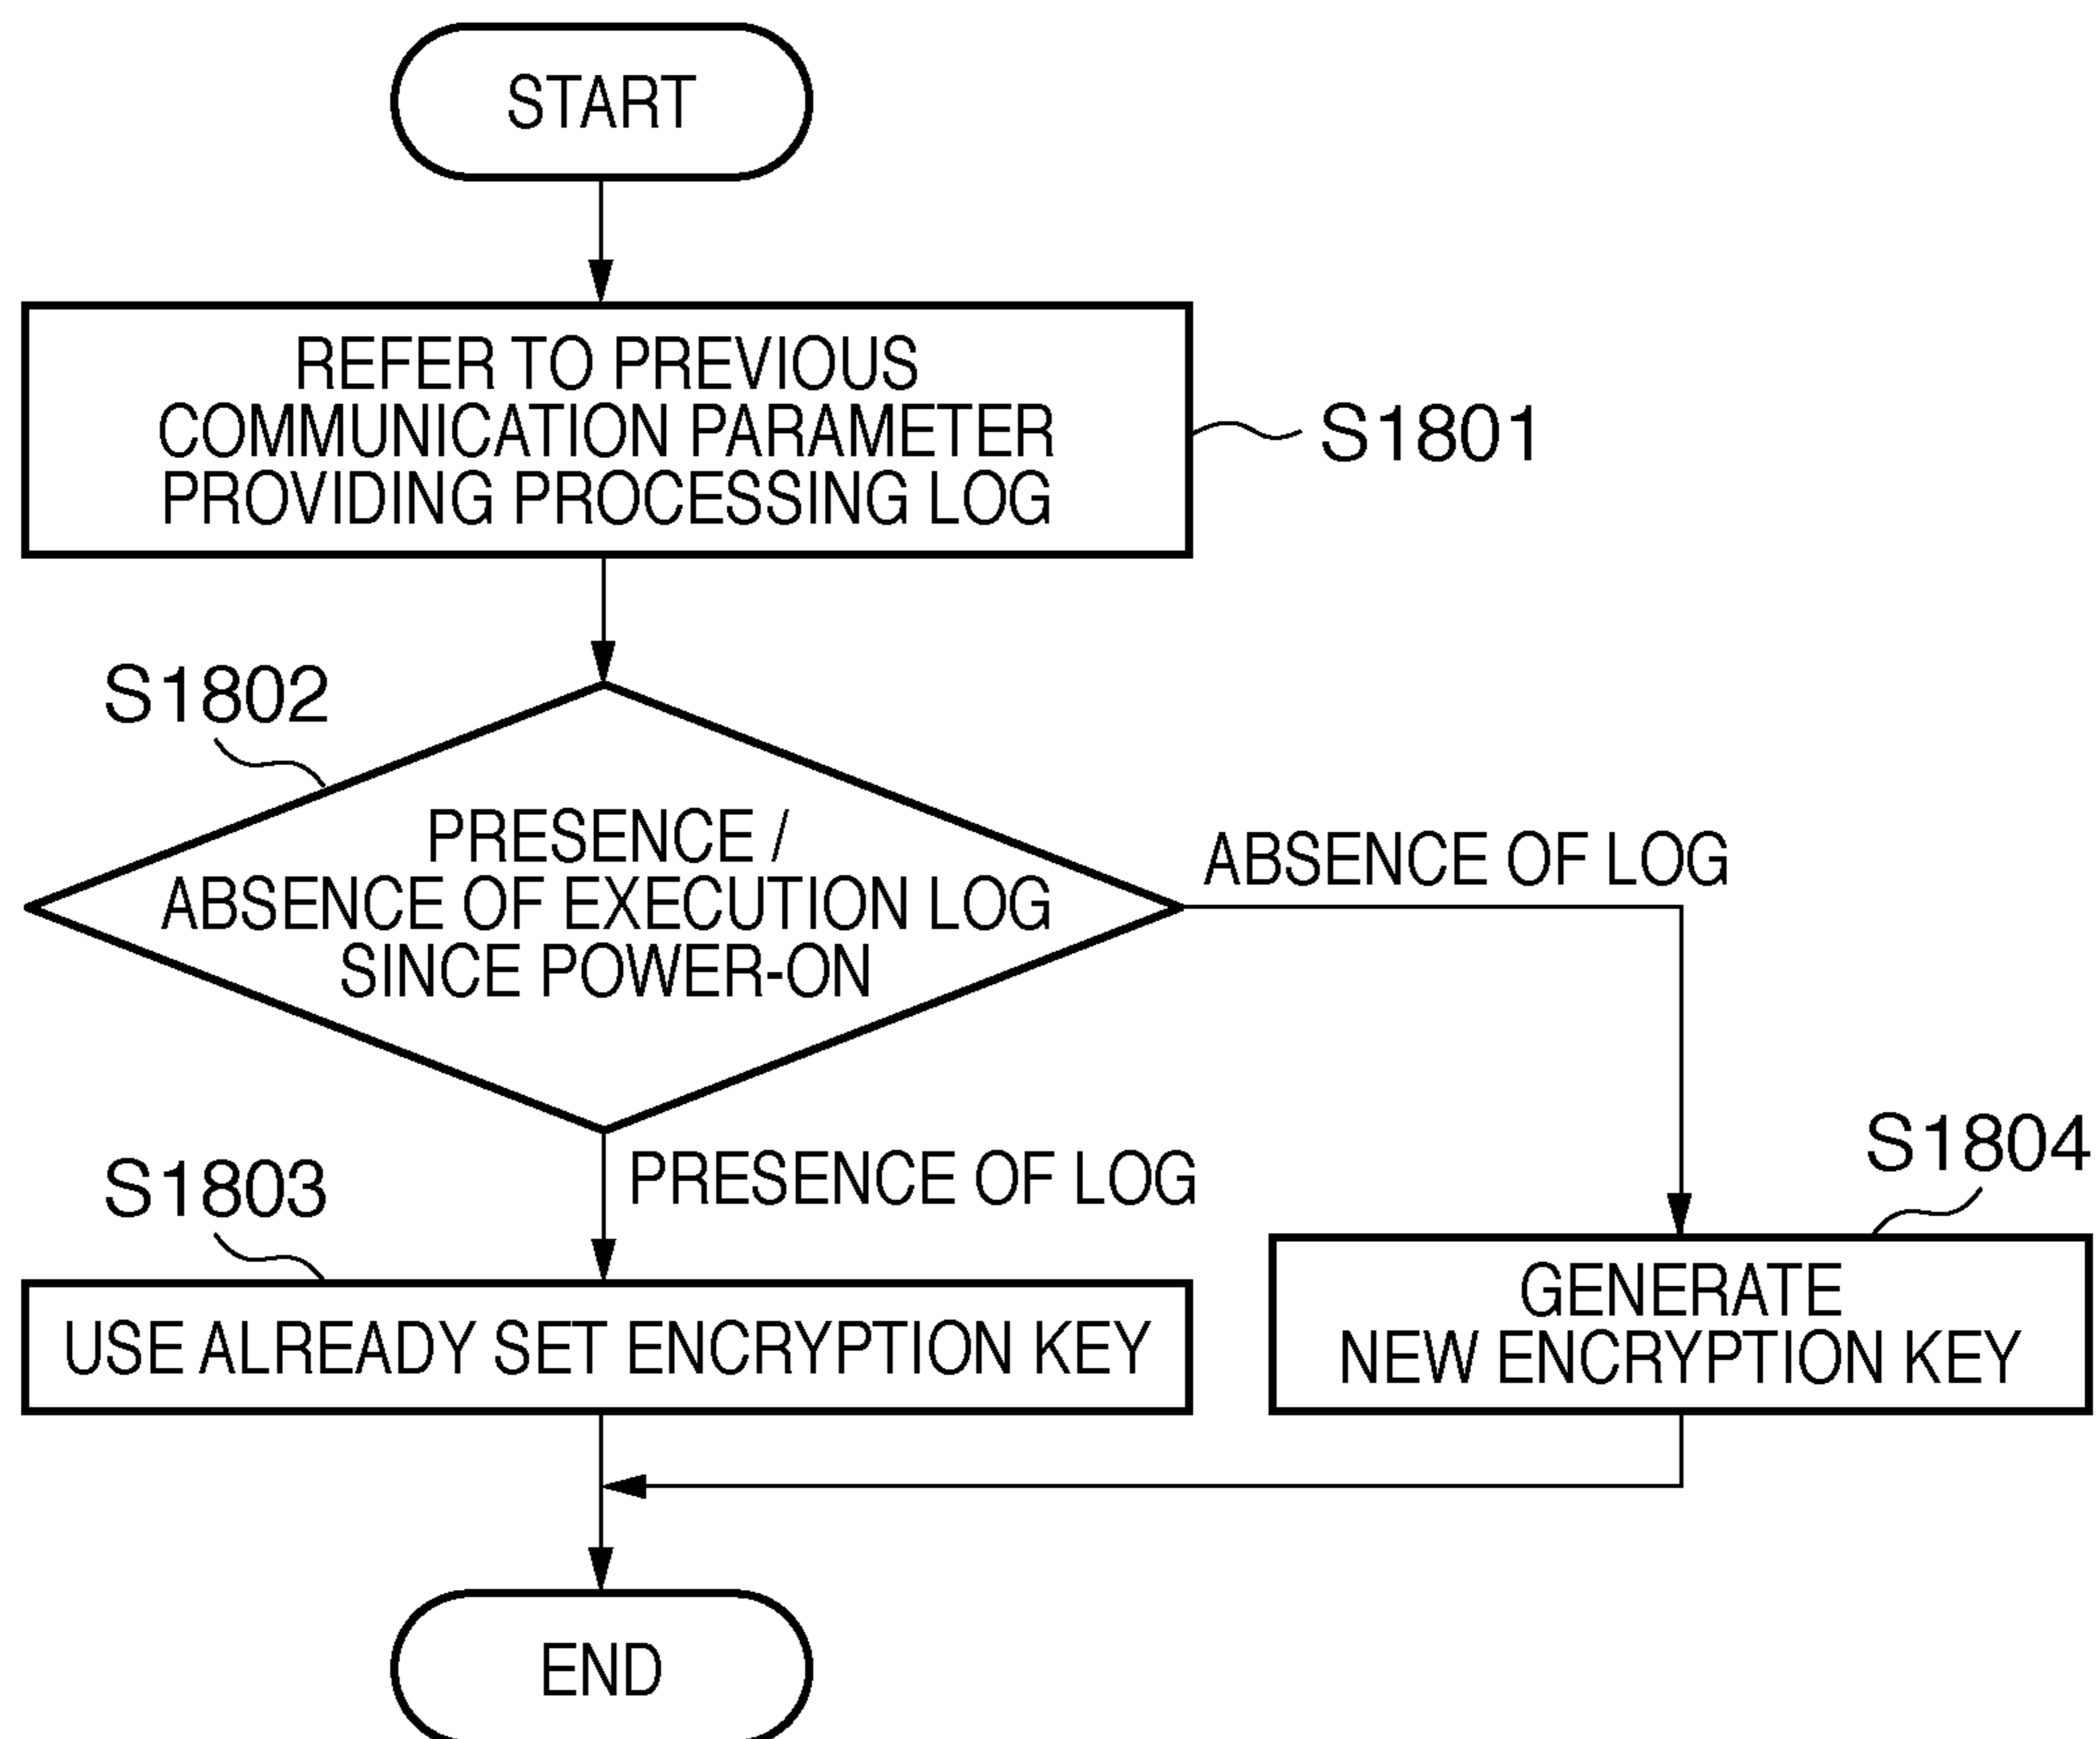 START
REFER TO PREVIOUS
COMMUNICATION PARAMETER
PROVIDING PROCESSING LOG
S1801
S1802
PRESENCE /
ABSENCE OF EXECUTION LOG
SINCE POWER-ON
ABSENCE OF LOG
PRESENCE OF LOG
S1803
USE ALREADY SET ENCRYPTION KEY
S1804
GENERATE
NEW ENCRYPTION KEY
END